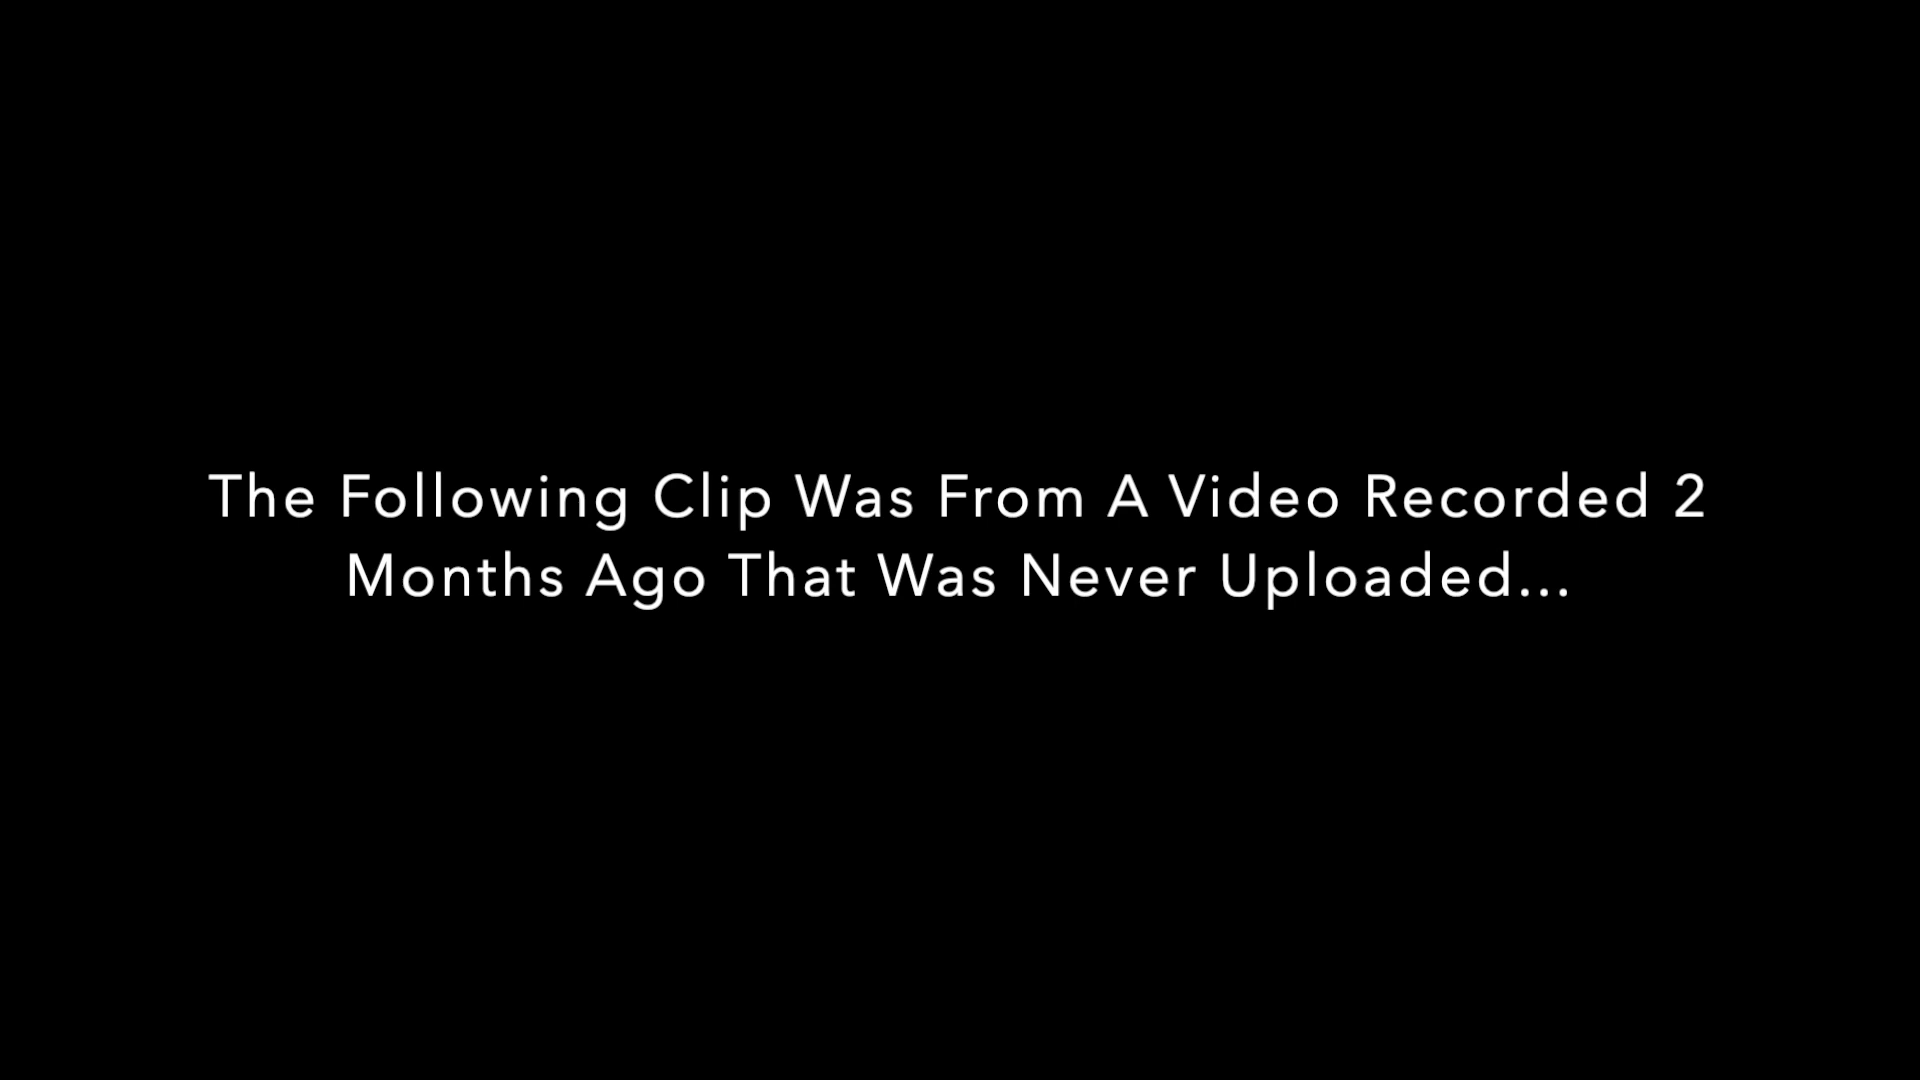 The Following Clip Was From A Video Recorded 2
Months Ago That Was Never Uploaded...